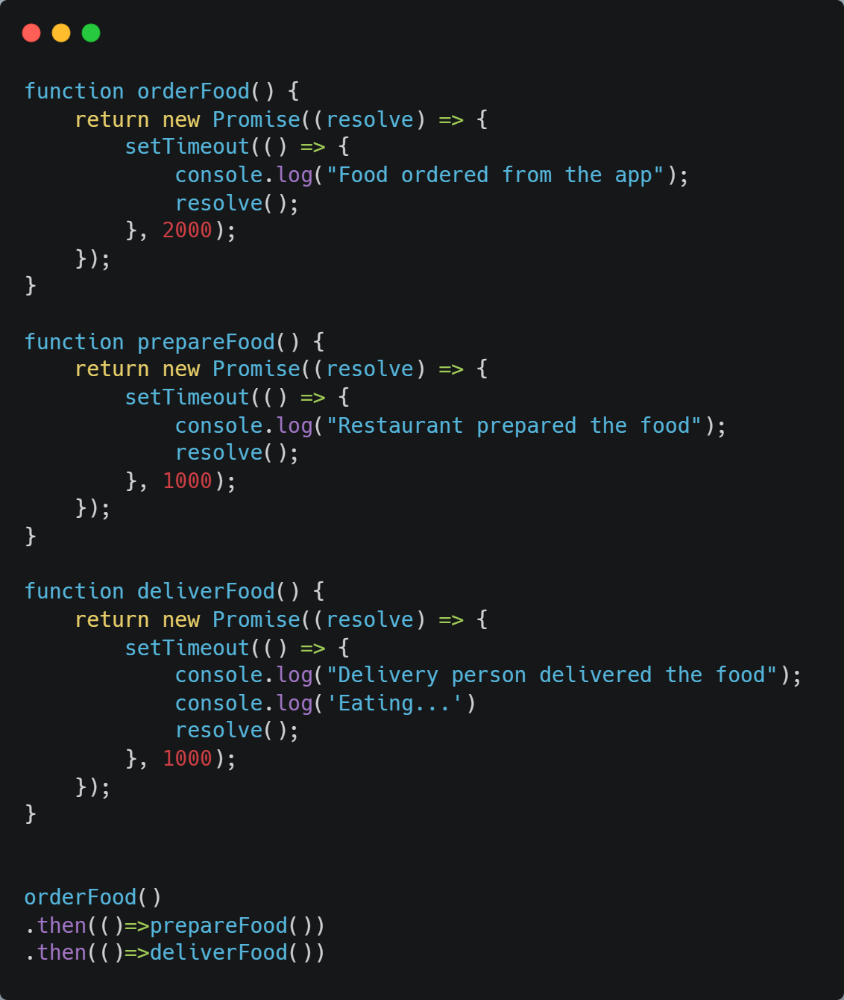 function orderFood() {
    return new Promise((resolve) => {
        setTimeout(() => {
            console.log("Food ordered from the app");
            resolve();
        }, 2000);
    });
}

function prepareFood() {
    return new Promise((resolve) => {
        setTimeout(() => {
            console.log("Restaurant prepared the food");
            resolve();
        }, 1000);
    });
}

function deliverFood() {
    return new Promise((resolve) => {
        setTimeout(() => {
            console.log("Delivery person delivered the food");
            console.log('Eating...')
            resolve();
        }, 1000);
    });
}


orderFood()
.then(()=>prepareFood())
.then(()=>deliverFood())